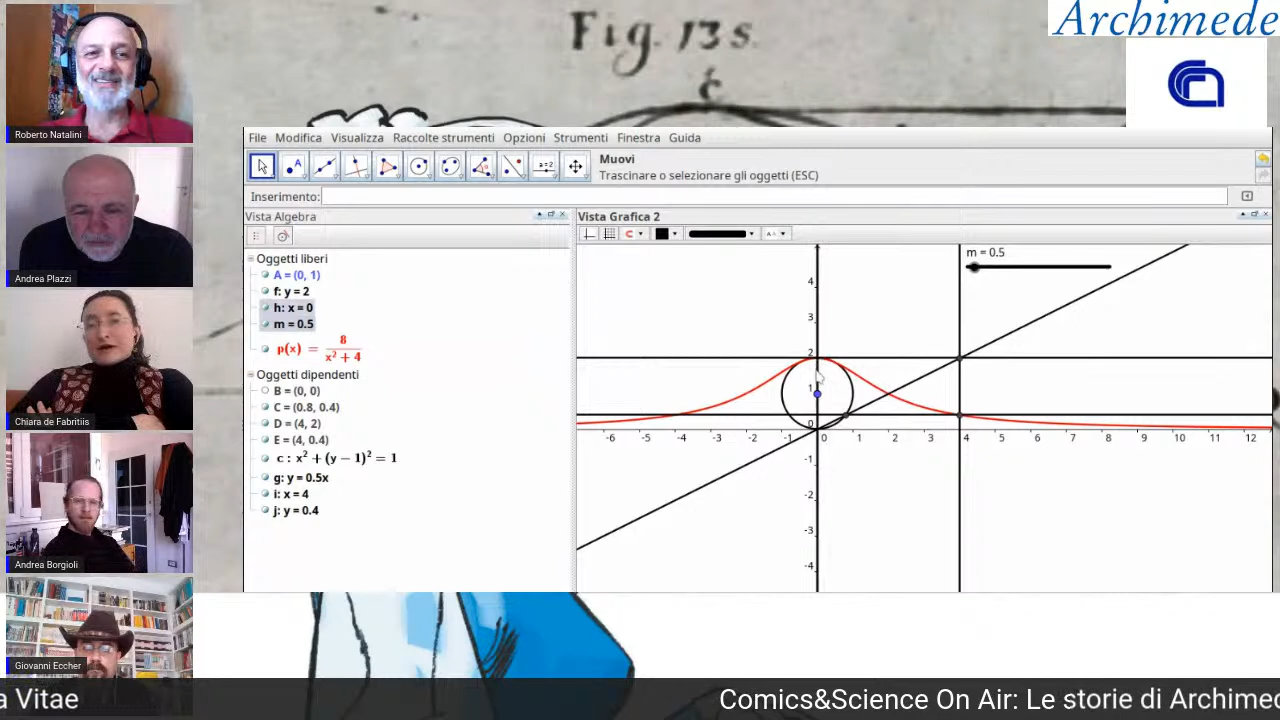 Fig. 13s.
c
Archimede
Roberto Natalini
Andrea Plazzi
Chiara de Fabritiis
Andrea Borgioli
Giovanni Eccher
File Modifica Visualizza Raccolte strumenti Opzioni Strumenti Finestra Guida
Muovi
Trascinare o selezionare gli oggetti (ESC)
Inserimento:
Vista Algebra
Vista Grafica 2
Oggetti liberi
A = (0, 1)
f: y = 2
h: x = 0
m = 0.5
p(x) = 8 / x² + 4
Oggetti dipendenti
B = (0, 0)
C = (0.8, 0.4)
D = (4, 2)
E = (4, 0.4)
c : x² + (y − 1)² = 1
g: y = 0.5x
i: x = 4
j: y = 0.4
m = 0.5
4
3
2
1
0
-6 -5 -4 -3 -2 -1 0 1 2 3 4 5 6 7 8 9 10 11 12
-1
-2
-3
-4
a Vitae
Comics&Science On Air: Le storie di Archimed